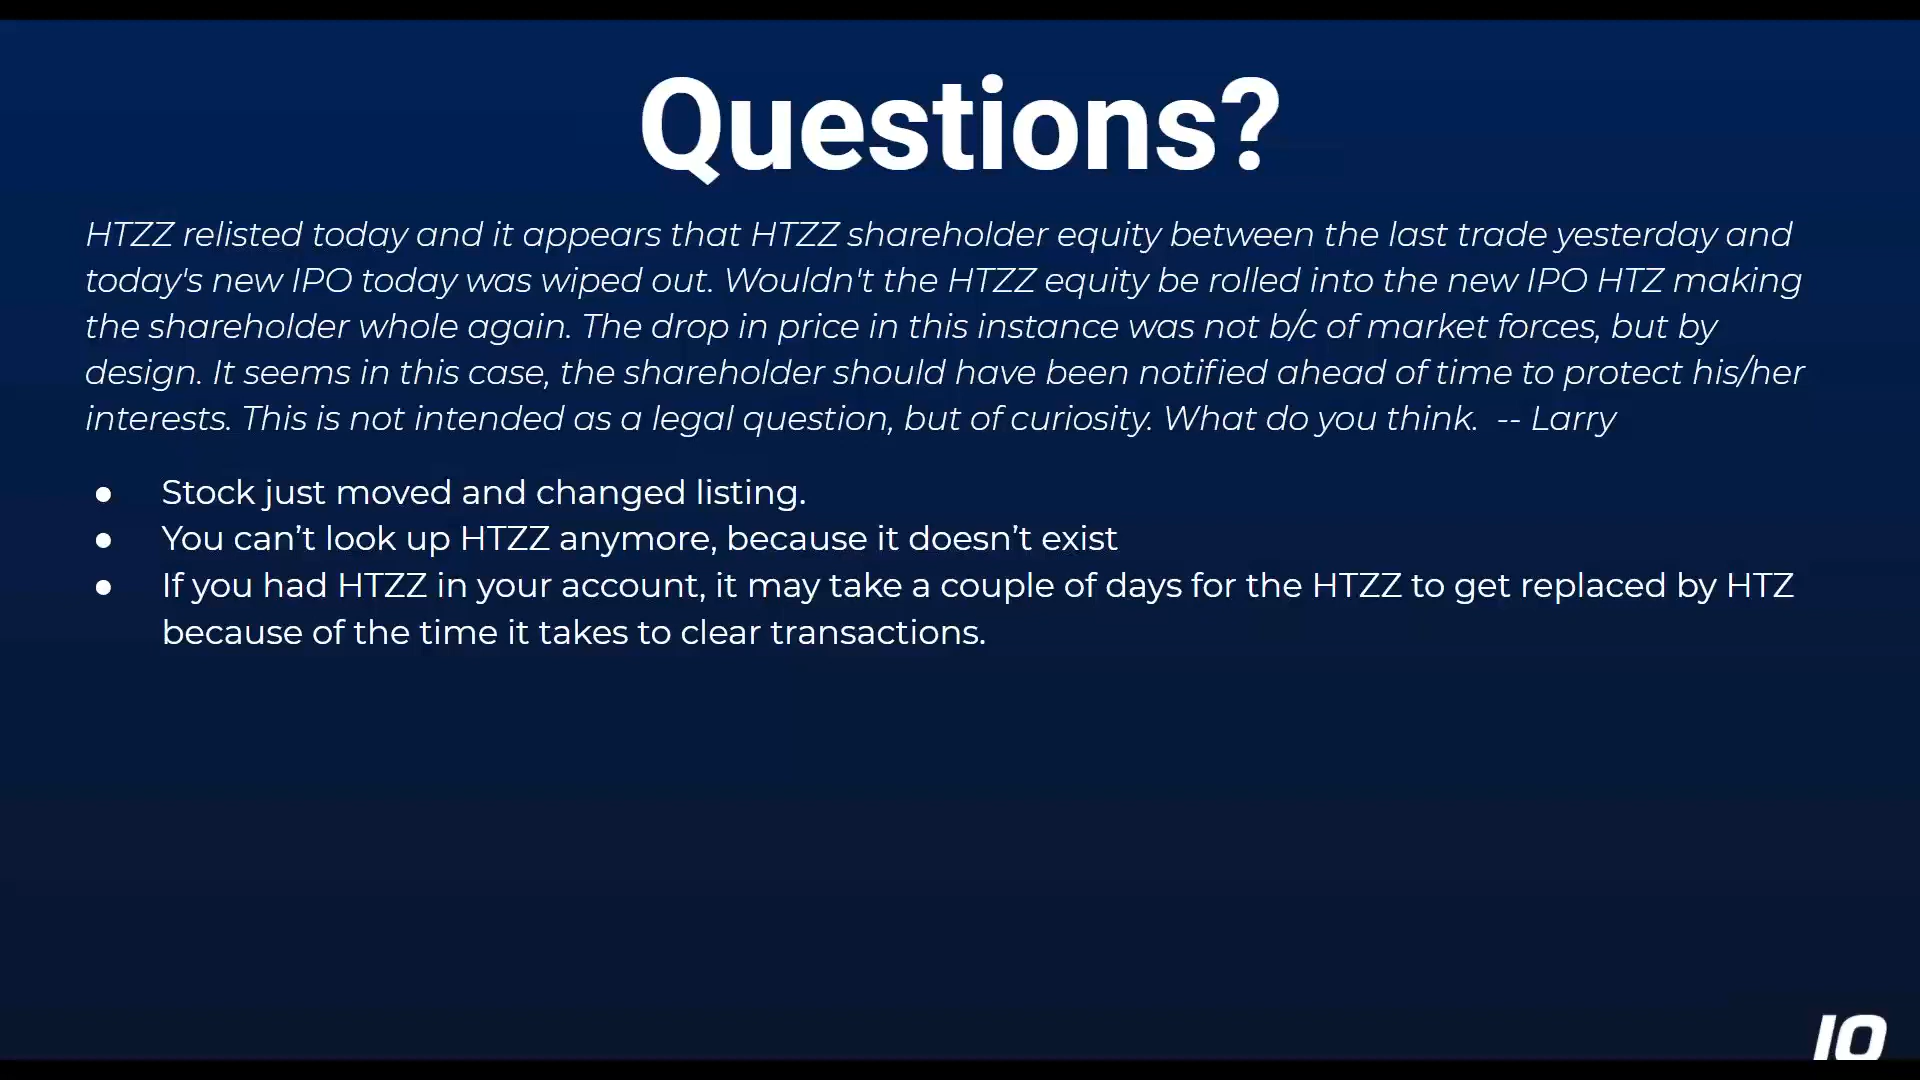 Questions?
HTZZ relisted today and it appears that HTZZ shareholder equity between the last trade yesterday and
today's new IPO today was wiped out. Wouldn't the HTZZ equity be rolled into the new IPO HTZ making
the shareholder whole again. The drop in price in this instance was not b/c of market forces, but by
design. It seems in this case, the shareholder should have been notified ahead of time to protect his/her
interests. This is not intended as a legal question, but of curiosity. What do you think.  -- Larry
● Stock just moved and changed listing.
● You can’t look up HTZZ anymore, because it doesn’t exist
● If you had HTZZ in your account, it may take a couple of days for the HTZZ to get replaced by HTZ
because of the time it takes to clear transactions.
IO